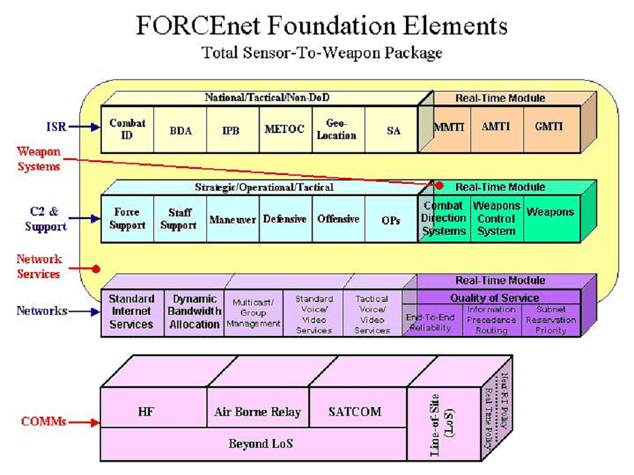 FORCEnet Foundation Elements
Total Sensor-To-Weapon Package
National/Tactical/Non-DoD
Real-Time Module
ISR
Combat
ID
BDA
IPB
METOC
Geo-
Location
SA
MMTI
AMTI
GMTI
Weapon
Systems
Strategic/Operational/Tactical
Real-Time Module
C2 &
Support
Force
Support
Staff
Support
Maneuver
Defensive
Offensive
OPs
Combat
Direction
Systems
Weapons
Control
System
Weapons
Network
Services
Real-Time Module
Quality of Service
Networks
Standard
Internet
Services
Dynamic
Bandwidth
Allocation
Multicast/
Group
Management
Standard
Voice/
Video
Services
Tactical
Voice/
Video
Services
End-To-End
Reliability
Information
Precedence
Routing
Subnet
Reservation
Priority
COMMs
HF
Air Borne Relay
SATCOM
Beyond LoS
Line-of-Site
(LoS)
Near-RT Policy
Real Time Policy